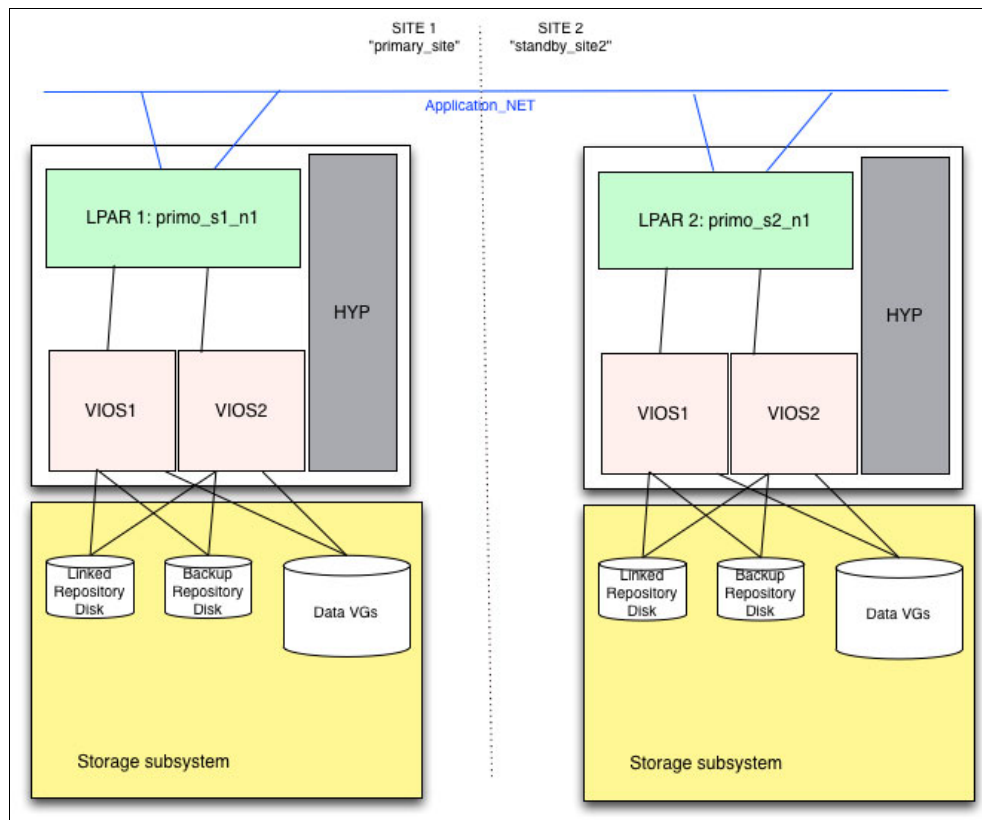 SITE 1
"primary_site"
SITE 2
"standby_site2"
Application_NET
LPAR 1: primo_s1_n1
HYP
VIOS1
VIOS2
Linked
Repository
Disk
Backup
Repository
Disk
Data VGs
Storage subsystem
LPAR 2: primo_s2_n1
HYP
VIOS1
VIOS2
Linked
Repository
Disk
Backup
Repository
Disk
Data VGs
Storage subsystem